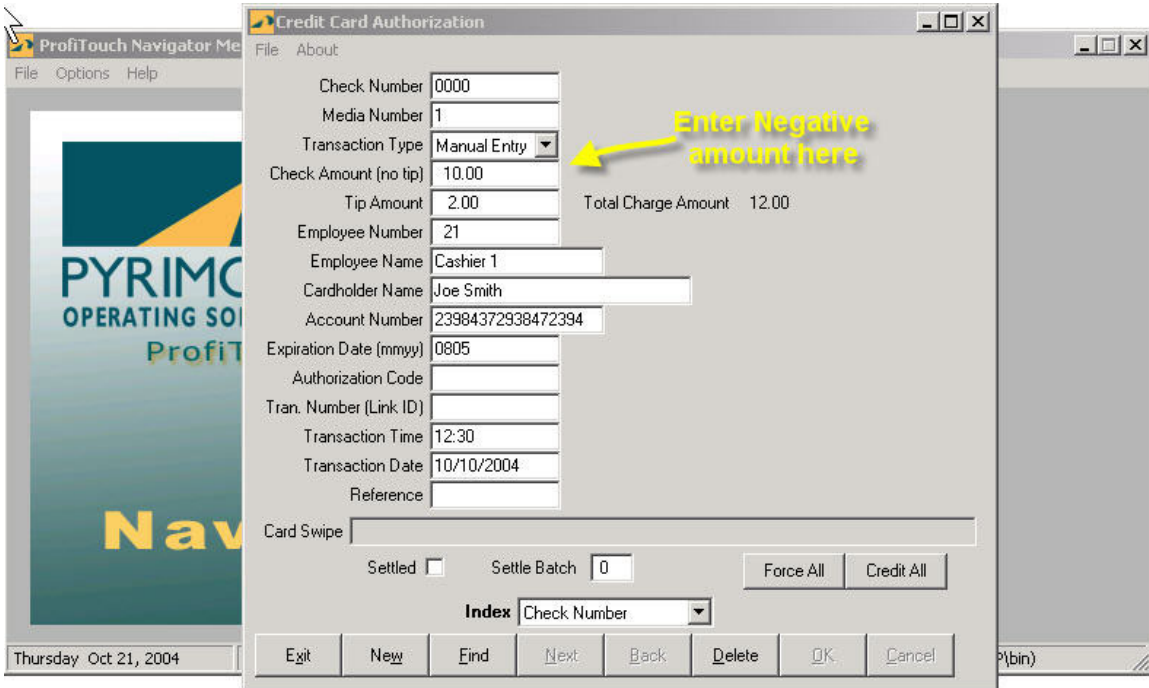 Credit Card Authorization
ProfiTouch Navigator Me
File About
File Options Help
Check Number 0000
Media Number 1
Enter Negative
amount here
Transaction Type Manual Entry
Check Amount (no tip) 10.00
Tip Amount 2.00 Total Charge Amount 12.00
Employee Number 21
Employee Name Cashier 1
Cardholder Name Joe Smith
Account Number 23984372938472394
Expiration Date (mmyy) 0805
Authorization Code
Tran. Number (Link ID)
Transaction Time 12:30
Transaction Date 10/10/2004
Reference
Card Swipe
Settled Settle Batch 0 Force All Credit All
Index Check Number
Exit New Find Next Back Delete OK Cancel
PYRIMO
OPERATING SOL
ProfiT
Nav
Thursday Oct 21, 2004 \bin)